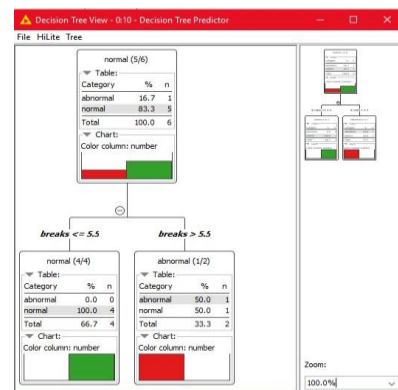 Decision Tree View - 0:10 - Decision Tree Predictor
File HiLite Tree
normal (5/6)
Table:
Category % n
abnormal 16.7 1
normal 83.3 5
Total 100.0 6
Chart:
Color column: number
breaks <= 5.5
breaks > 5.5
normal (4/4)
Table:
Category % n
abnormal 0.0 0
normal 100.0 4
Total 66.7 4
Chart:
Color column: number
abnormal (1/2)
Table:
Category % n
abnormal 50.0 1
normal 50.0 1
Total 33.3 2
Chart:
Color column: number
Zoom:
100.0%